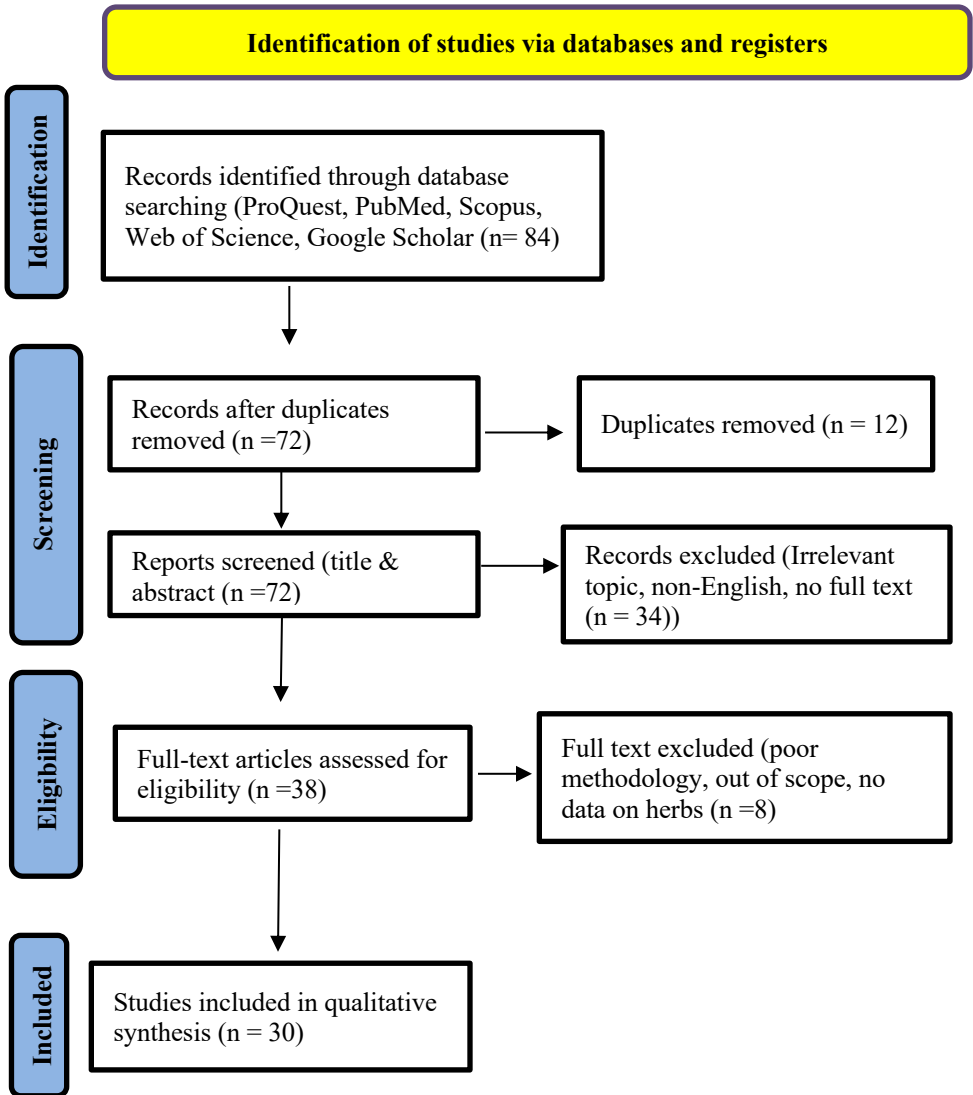 Identification of studies via databases and registers
Identification
Records identified through database
searching (ProQuest, PubMed, Scopus,
Web of Science, Google Scholar (n= 84)
Screening
Records after duplicates
removed (n =72)
Duplicates removed (n = 12)
Reports screened (title &
abstract (n =72)
Records excluded (Irrelevant
topic, non-English, no full text
(n = 34))
Eligibility
Full-text articles assessed for
eligibility (n =38)
Full text excluded (poor
methodology, out of scope, no
data on herbs (n =8)
Included
Studies included in qualitative
synthesis (n = 30)